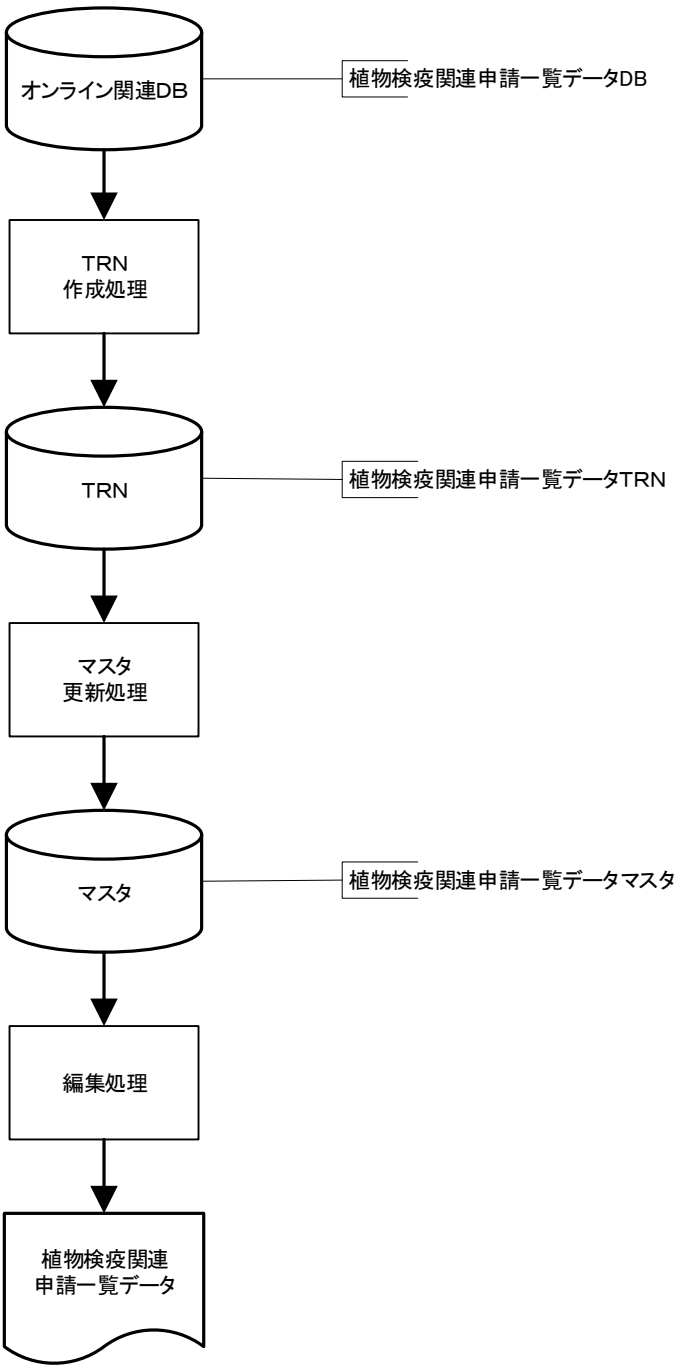 オンライン関連DB
植物検疫関連申請一覧データDB
TRN
作成処理
TRN
植物検疫関連申請一覧データTRN
マスタ
更新処理
マスタ
植物検疫関連申請一覧データマスタ
編集処理
植物検疫関連
申請一覧データ